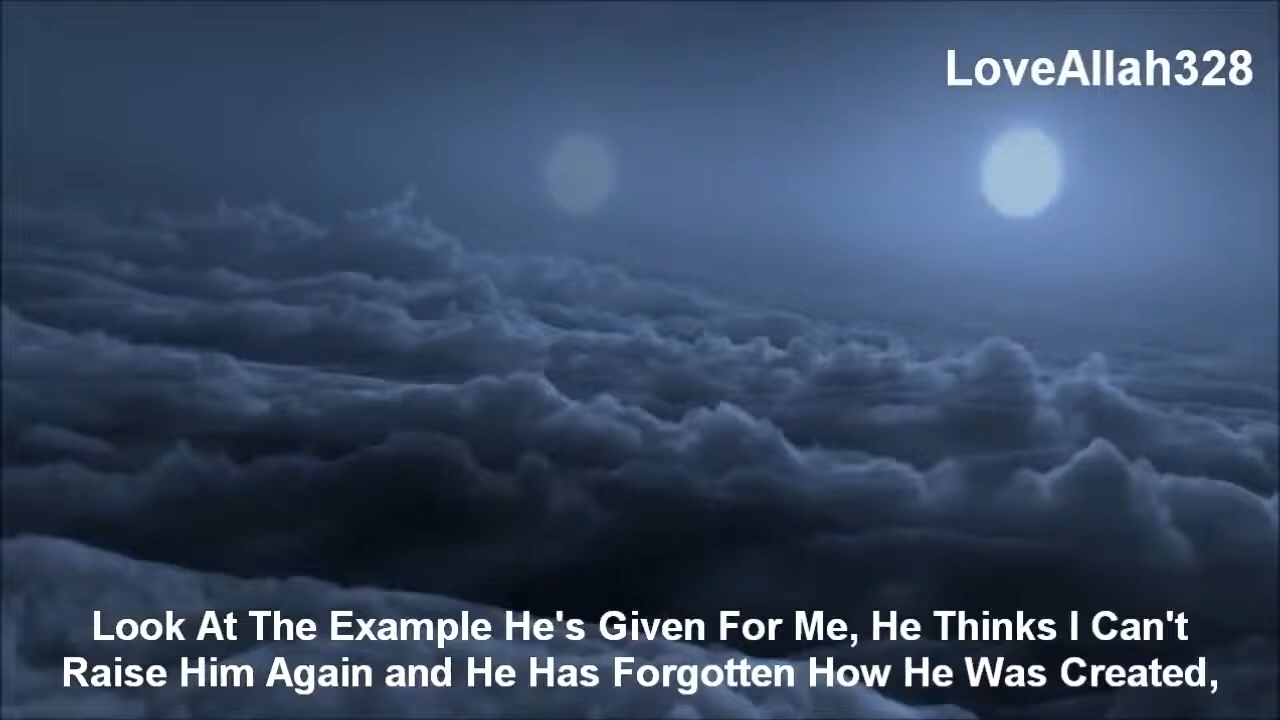 LoveAllah328
Look At The Example He's Given For Me, He Thinks I Can't
Raise Him Again and He Has Forgotten How He Was Created,